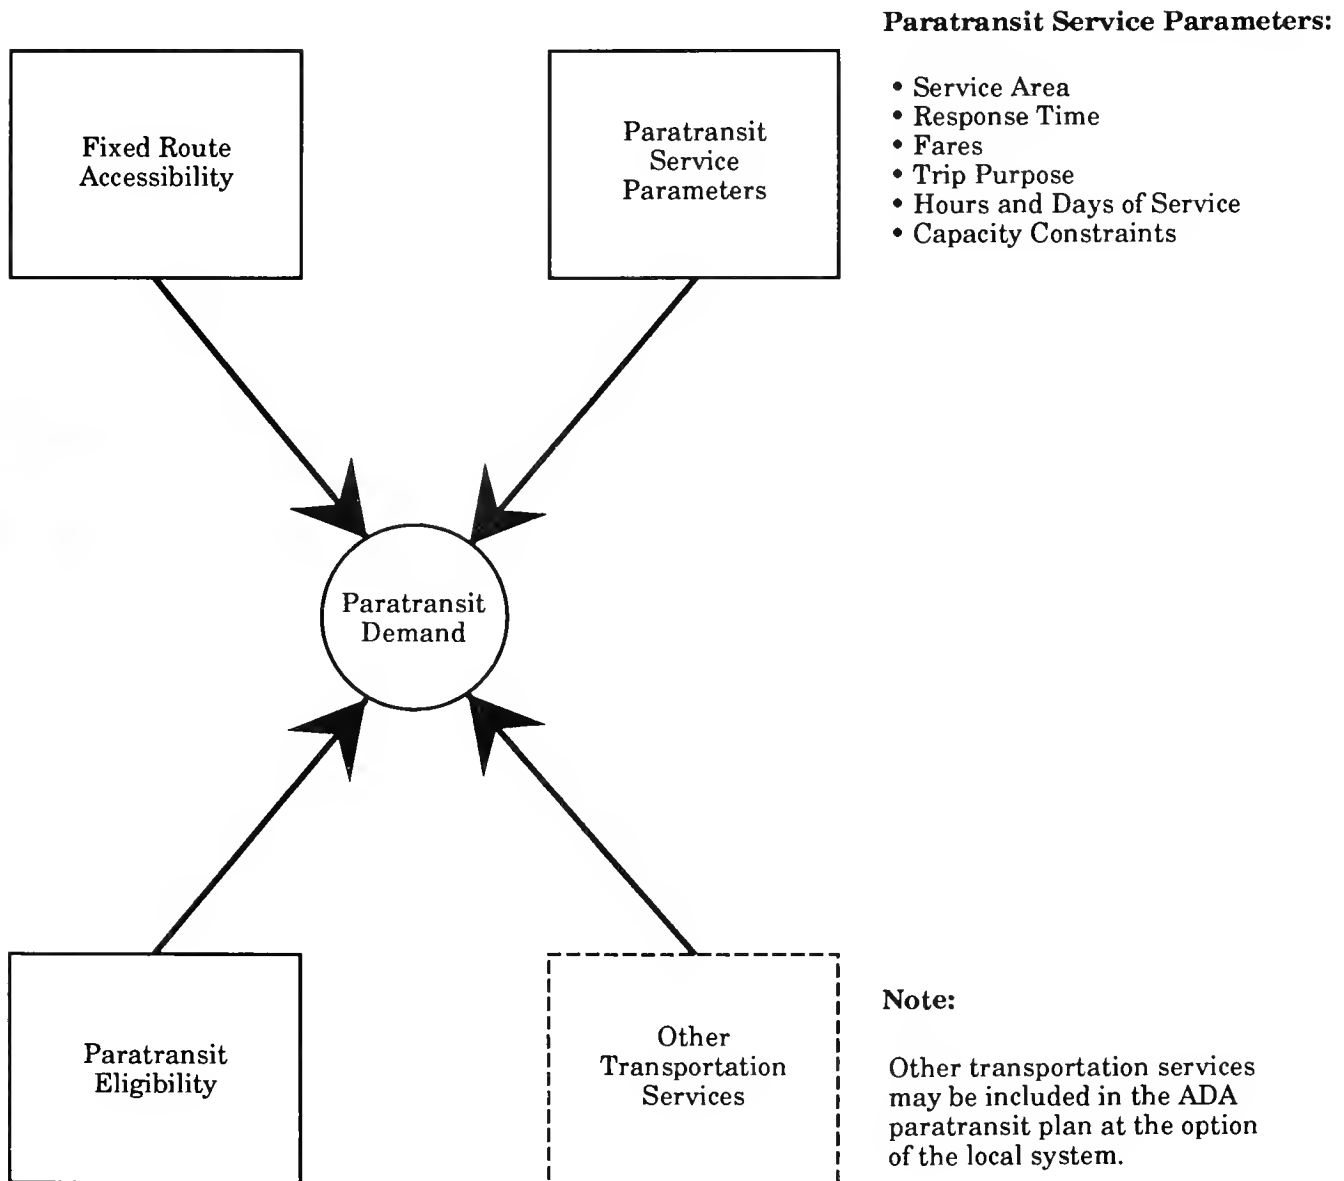 Paratransit Service Parameters:
• Service Area
• Response Time
• Fares
• Trip Purpose
• Hours and Days of Service
• Capacity Constraints
Fixed Route
Accessibility
Paratransit
Service
Parameters
Paratransit
Demand
Paratransit
Eligibility
Other
Transportation
Services
Note:
Other transportation services
may be included in the ADA
paratransit plan at the option
of the local system.